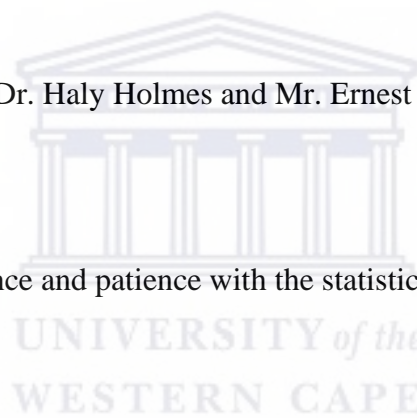 Dr. Haly Holmes and Mr. Ernest
nce and patience with the statistic
UNIVERSITY of the
WESTERN CAPE